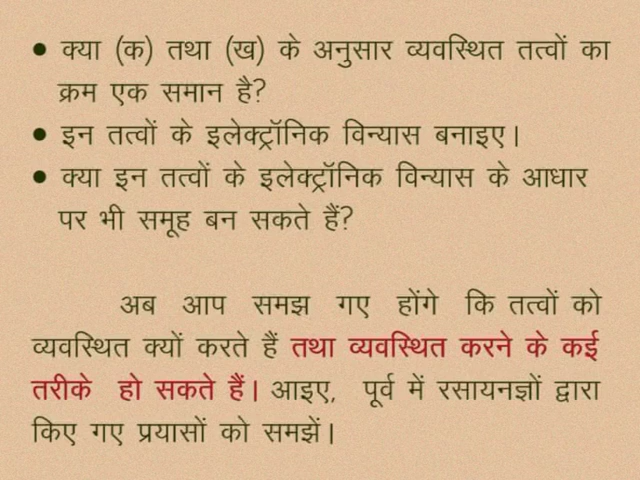 • क्या (क) तथा (ख) के अनुसार व्यवस्थित तत्वों का
क्रम एक समान है?
• इन तत्वों के इलेक्ट्रॉनिक विन्यास बनाइए।
• क्या इन तत्वों के इलेक्ट्रॉनिक विन्यास के आधार
पर भी समूह बन सकते हैं?
अब आप समझ गए होंगे कि तत्वों को
व्यवस्थित क्यों करते हैं तथा व्यवस्थित करने के कई
तरीके हो सकते हैं। आइए, पूर्व में रसायनज्ञों द्वारा
किए गए प्रयासों को समझें।